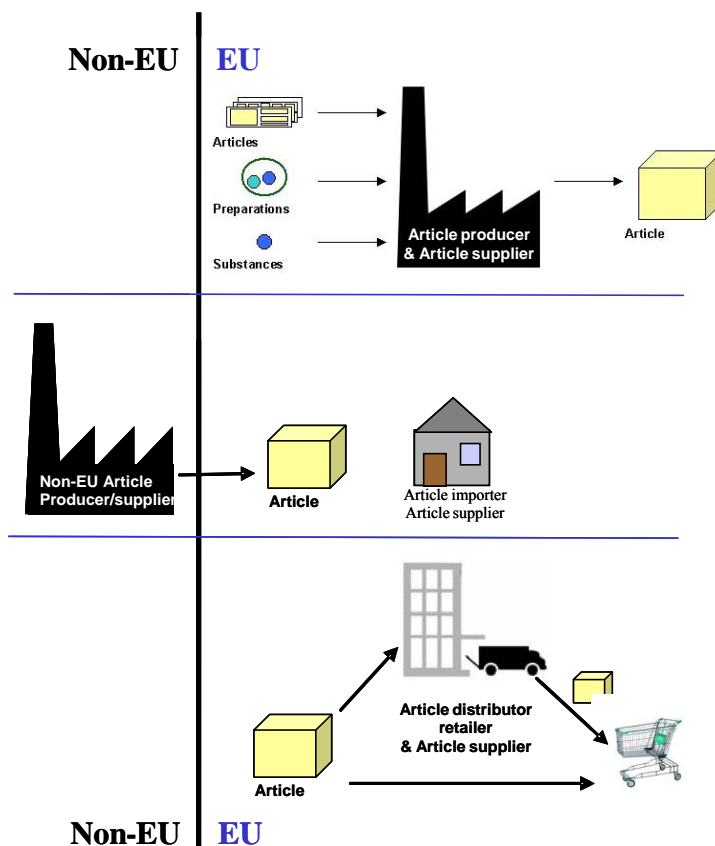 Non-EU EU
Articles
Preparations
Substances
Article producer
& Article supplier
Article
Non-EU Article
Producer/supplier
Article
Article importer
Article supplier
Article distributor
retailer
& Article supplier
Article
Non-EU EU